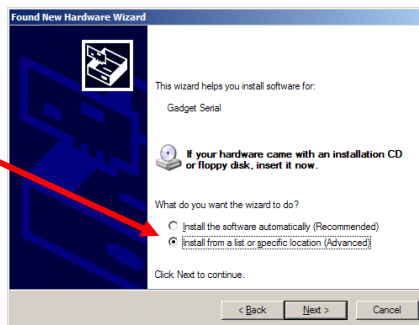 Found New Hardware Wizard
This wizard helps you install software for:
Gadget Serial
If your hardware came with an installation CD
or floppy disk, insert it now.
What do you want the wizard to do?
Install the software automatically (Recommended)
Install from a list or specific location (Advanced)
Click Next to continue.
< Back
Next >
Cancel